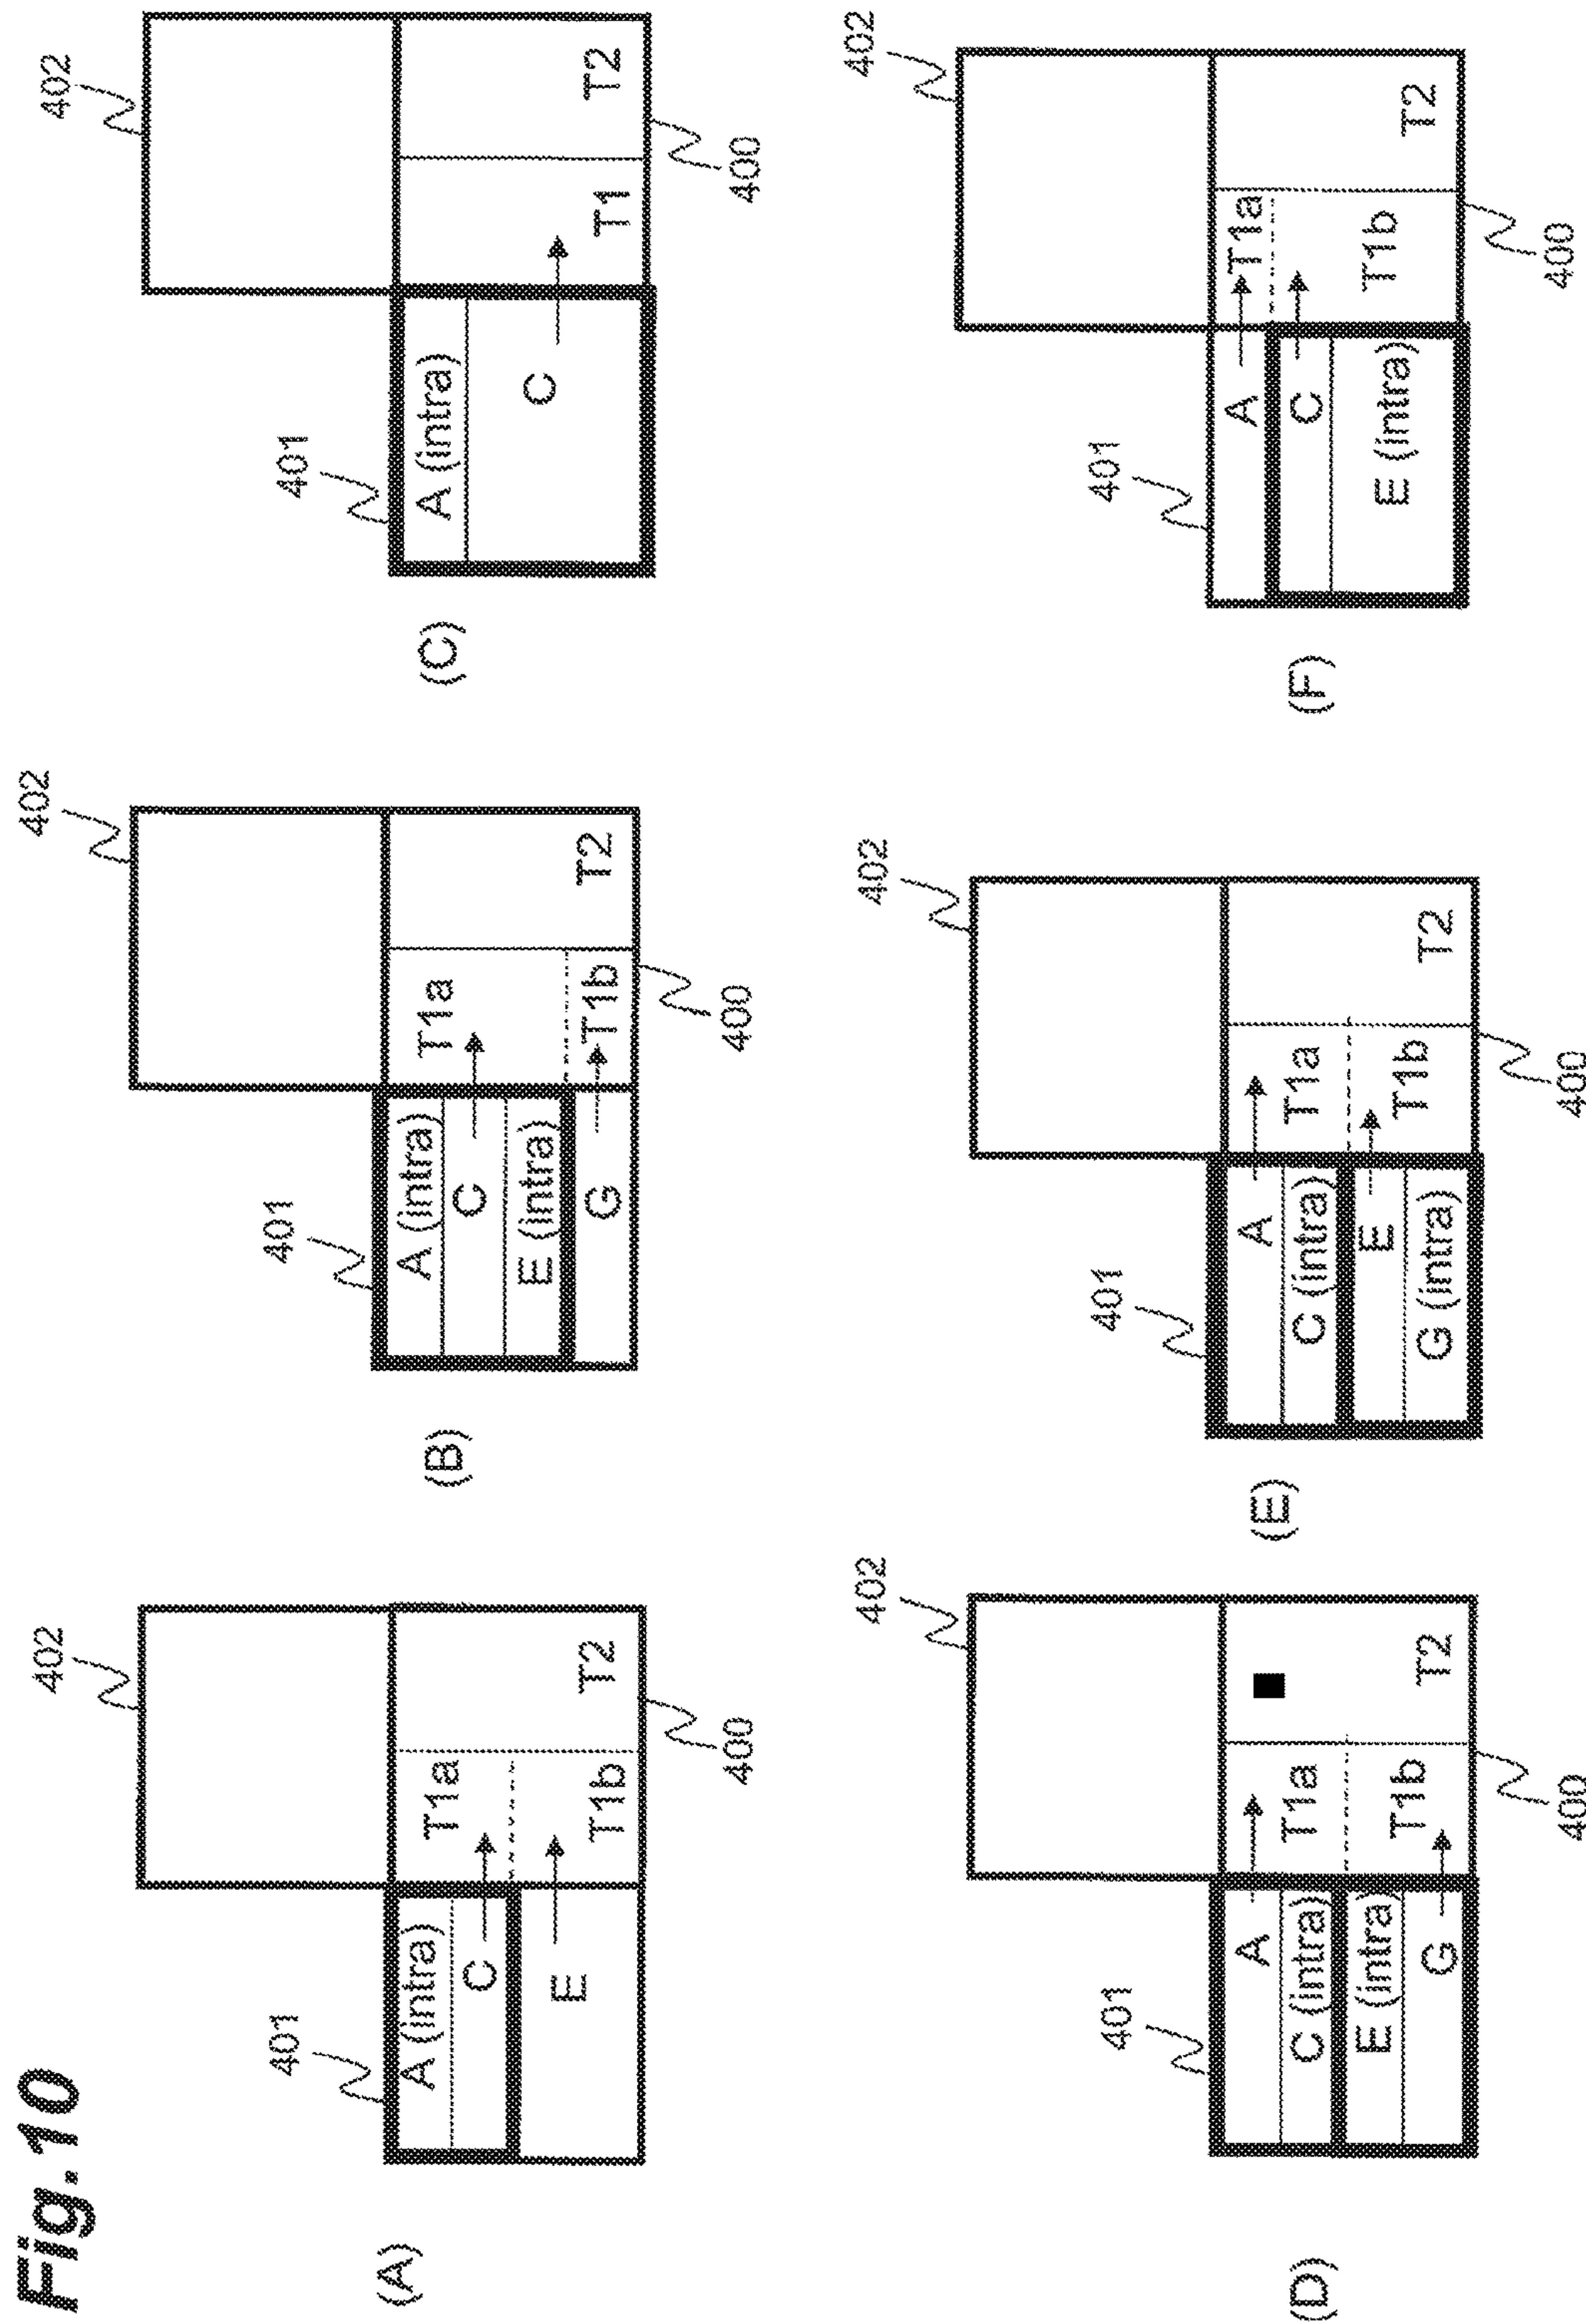 Fig.10
(A)
402
401
A (intra)
C
E
T1a
T1b
T2
400
(B)
402
401
A (intra)
C
E (intra)
G
T1a
T1b
T2
400
(C)
402
401
A (intra)
C
T1
T2
400
(D)
402
401
A
C (intra)
E (intra)
G
T1a
T1b
T2
400
(E)
402
401
A
C (intra)
E
G (intra)
T1a
T1b
T2
400
(F)
402
401
A
C
E (intra)
T1a
T1b
T2
400